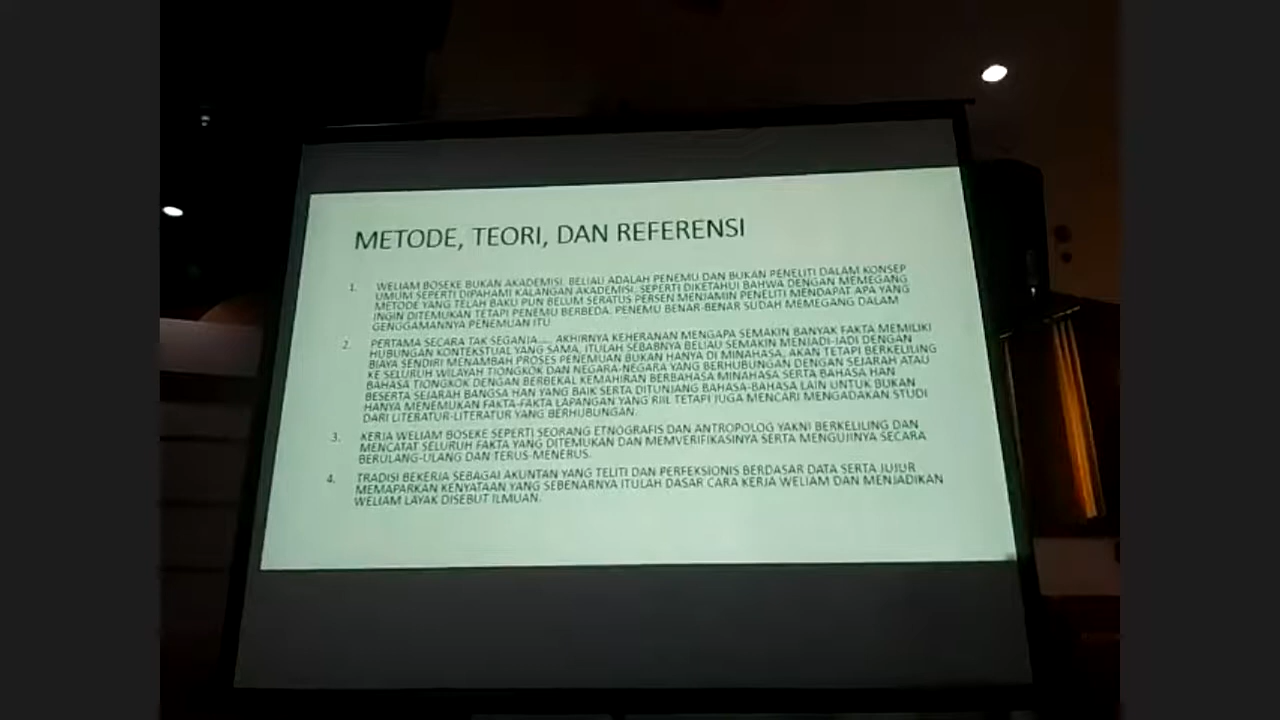 METODE, TEORI, DAN REFERENSI
1. WELIAM BOSEKE BUKAN AKADEMISI. BELIAU ADALAH PENEMU DAN BUKAN PENELITI DALAM KONSEP
UMUM SEPERTI DIPAHAMI KALANGAN AKADEMISI. SEPERTI DIKETAHUI BAHWA DENGAN MEMEGANG
METODE YANG TELAH BAKU PUN BELUM SERATUS PERSEN MENJAMIN PENELITI MENDAPAT APA YANG
INGIN DITEMUKAN TETAPI PENEMU BERBEDA. PENEMU BENAR-BENAR SUDAH MEMEGANG DALAM
GENGGAMANNYA PENEMUAN ITU
2. PERTAMA SECARA TAK SEGANIA.... AKHIRNYA KEHERANAN MENGAPA SEMAKIN BANYAK FAKTA MEMILIKI
HUBUNGAN KONTEKSTUAL YANG SAMA. ITULAH SEBABNYA BELIAU SEMAKIN MENJADI-JADI DENGAN
BIAYA SENDIRI MENAMBAH PROSES PENEMUAN BUKAN HANYA DI MINAHASA, AKAN TETAPI BERKELILING
KE SELURUH WILAYAH TIONGKOK DAN NEGARA-NEGARA YANG BERHUBUNGAN DENGAN SEJARAH ATAU
BAHASA TIONGKOK DENGAN BERBEKAL KEMAHIRAN BERBAHASA MINAHASA SERTA BAHASA HAN
BESERTA SEJARAH BANGSA HAN YANG BAIK SERTA DITUNJANG BAHASA-BAHASA LAIN UNTUK BUKAN
HANYA MENEMUKAN FAKTA-FAKTA LAPANGAN YANG RIIL TETAPI JUGA MENCARI MENGADAKAN STUDI
DARI LITERATUR-LITERATUR YANG BERHUBUNGAN.
3. KERJA WELIAM BOSEKE SEPERTI SEORANG ETNOGRAFIS DAN ANTROPOLOG YAKNI BERKELILING DAN
MENCATAT SELURUH FAKTA YANG DITEMUKAN DAN MEMVERIFIKASINYA SERTA MENGUJINYA SECARA
BERULANG-ULANG DAN TERUS-MENERUS.
4. TRADISI BEKERJA SEBAGAI AKUNTAN YANG TELITI DAN PERFEKSIONIS BERDASAR DATA SERTA JUJUR
MEMAPARKAN KENYATAAN YANG SEBENARNYA ITULAH DASAR CARA KERJA WELIAM DAN MENJADIKAN
WELIAM LAYAK DISEBUT ILMUAN.